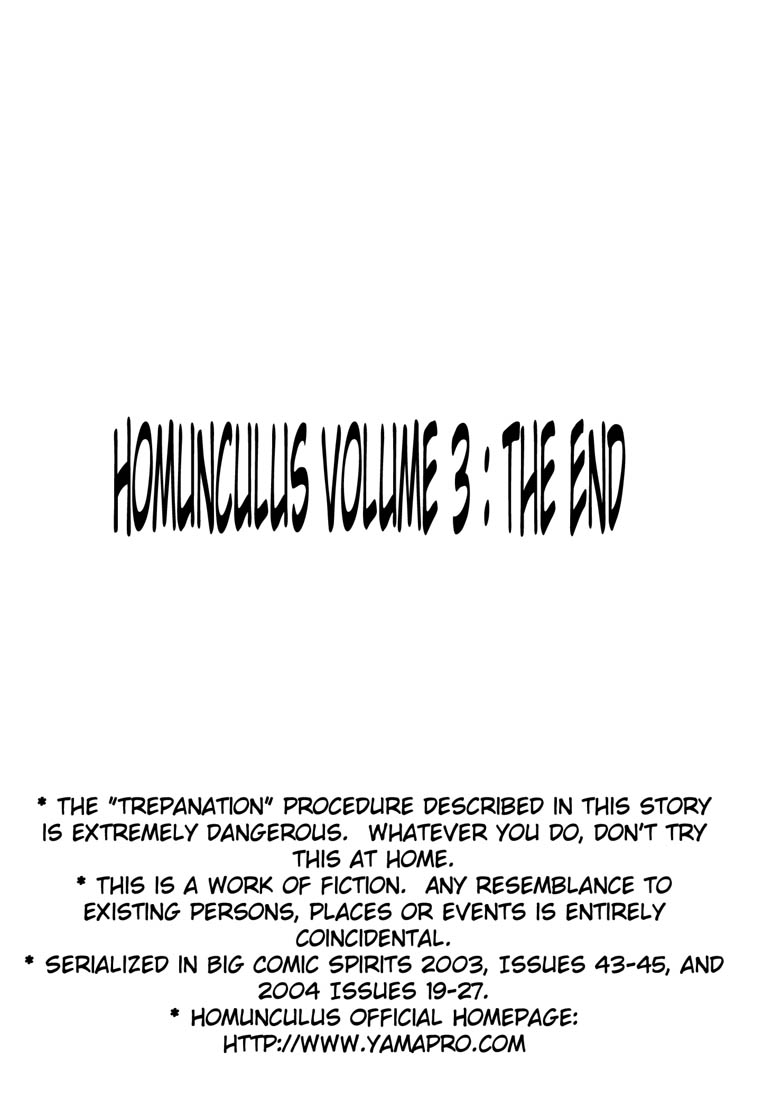 HOMUNCULUS VOLUME 3 : THE END
* THE "TREPANATION" PROCEDURE DESCRIBED IN THIS STORY
IS EXTREMELY DANGEROUS. WHATEVER YOU DO, DON'T TRY
THIS AT HOME.
* THIS IS A WORK OF FICTION. ANY RESEMBLANCE TO
EXISTING PERSONS, PLACES OR EVENTS IS ENTIRELY
COINCIDENTAL.
* SERIALIZED IN BIG COMIC SPIRITS 2003, ISSUES 43-45, AND
2004 ISSUES 19-27.
* HOMUNCULUS OFFICIAL HOMEPAGE:
HTTP://WWW.YAMAPRO.COM